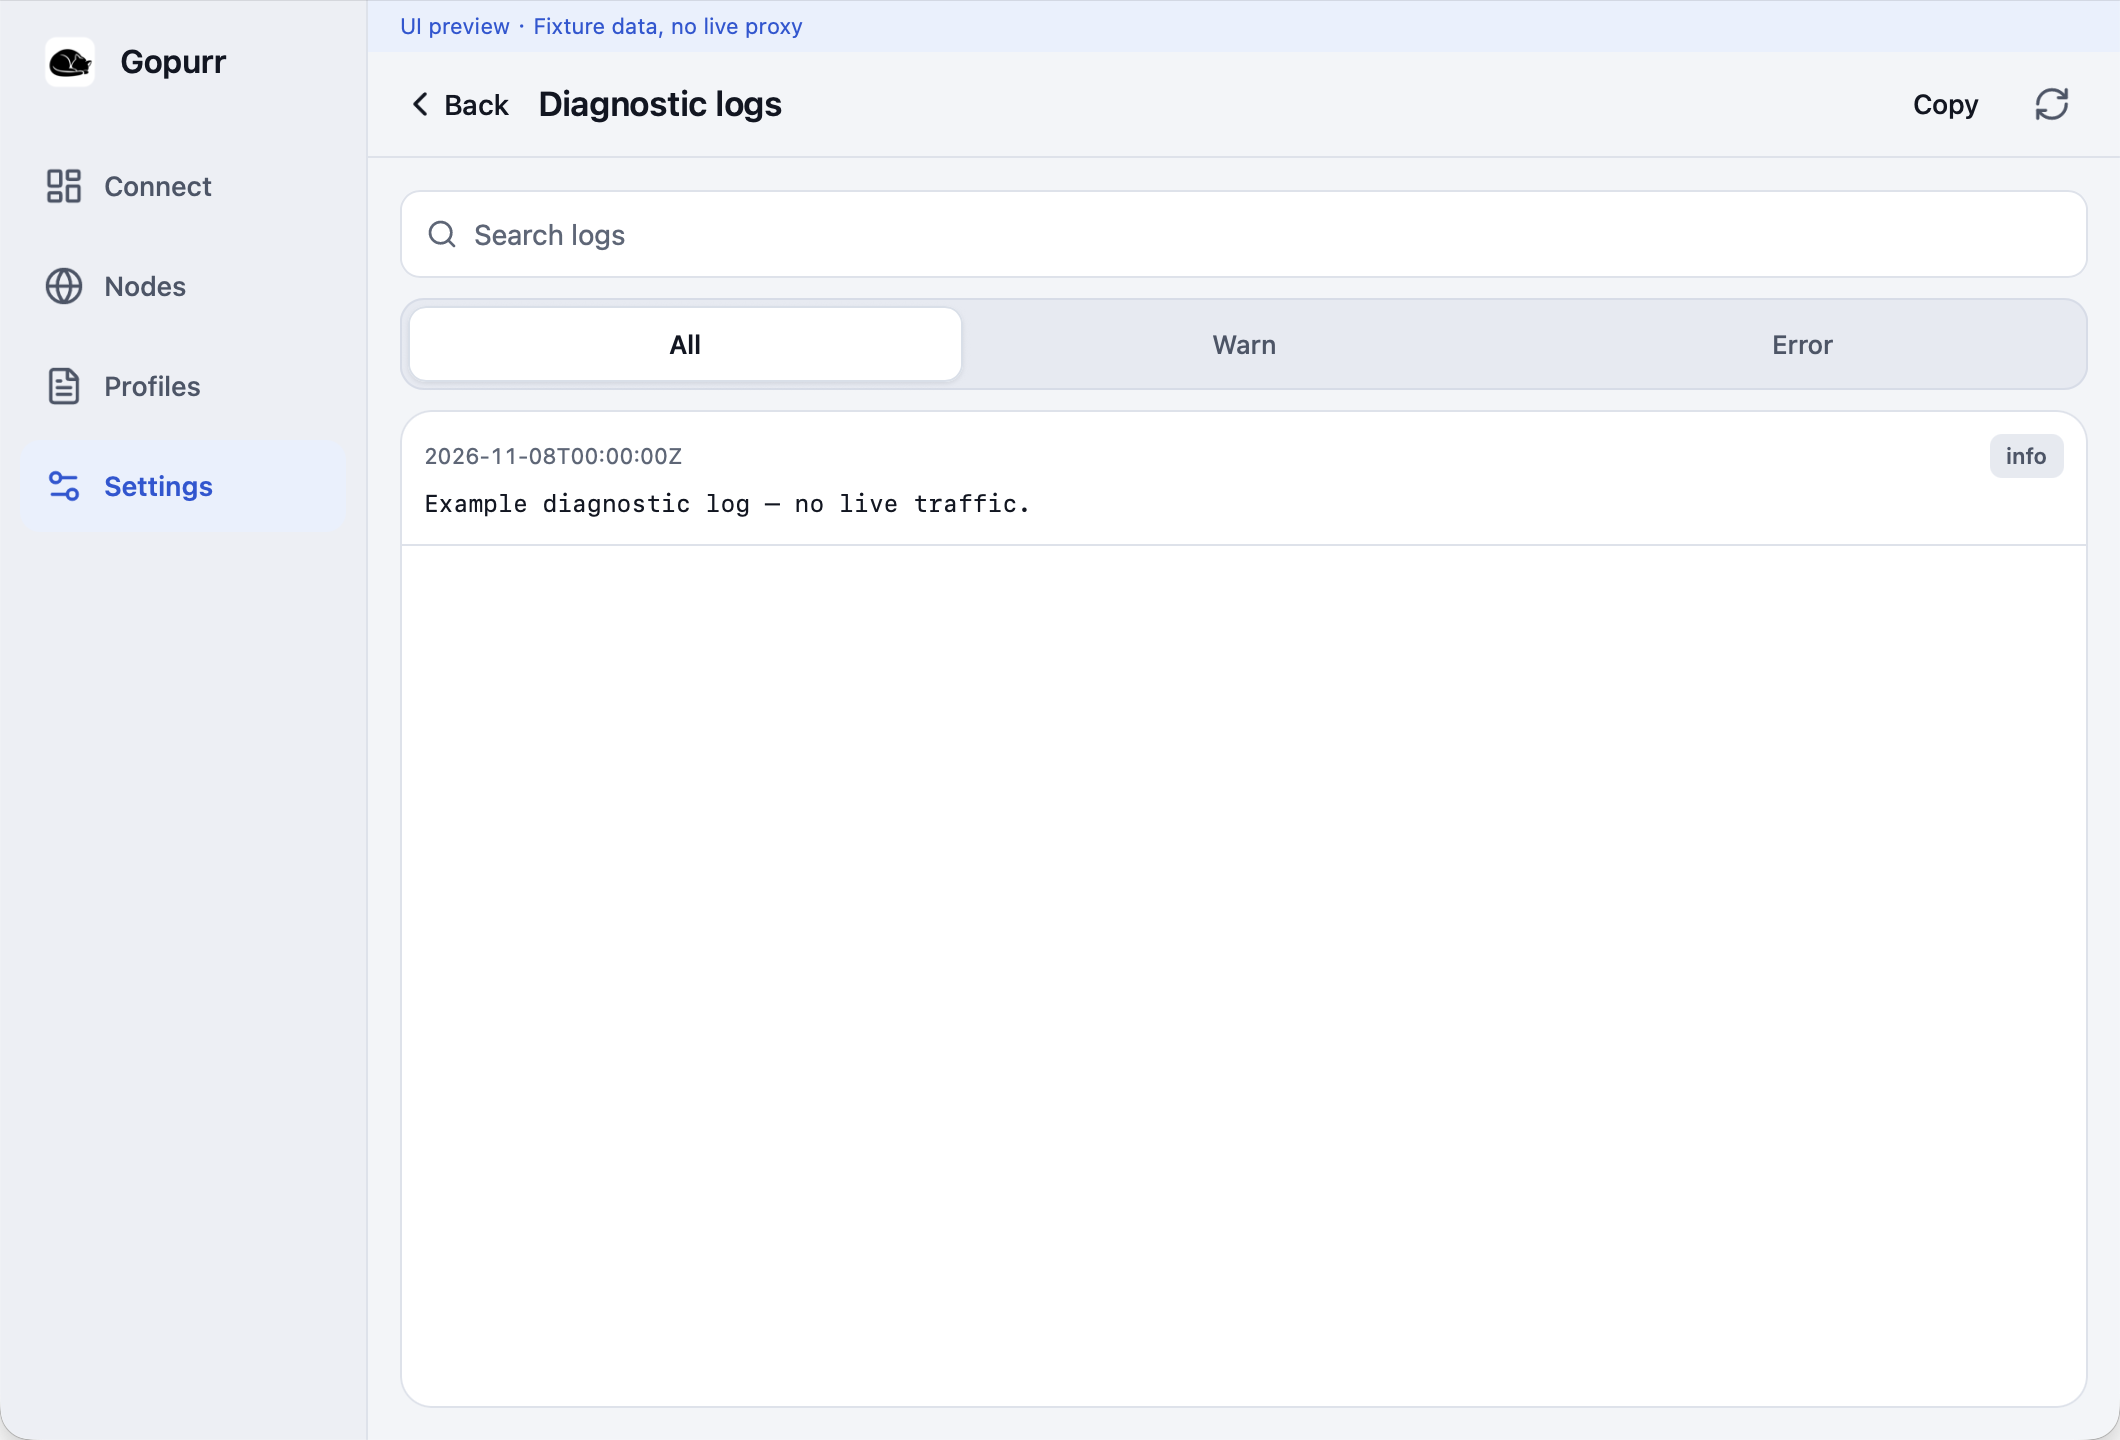 Gopurr
Connect
Nodes
Profiles
Settings
UI preview · Fixture data, no live proxy
Back
Diagnostic logs
Copy
Search logs
All
Warn
Error
2026-11-08T00:00:00Z
info
Example diagnostic log — no live traffic.